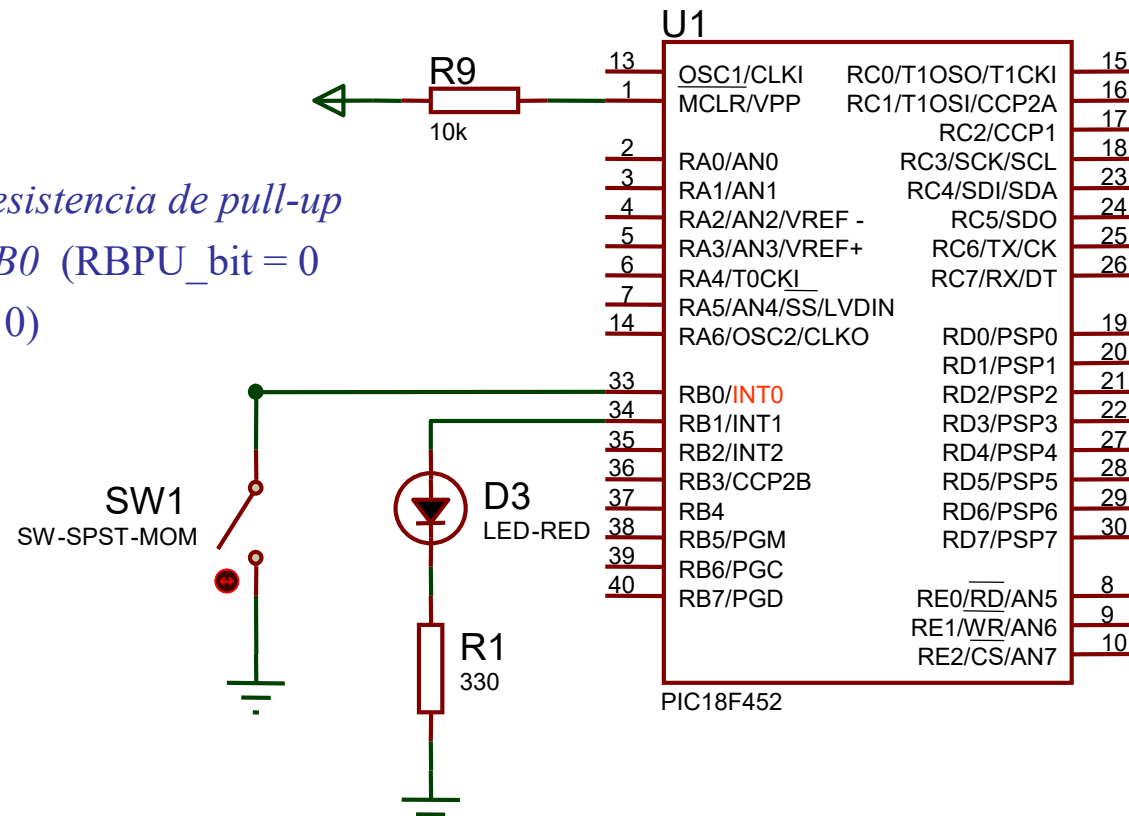 U1
R9
10k
esistencia de pull-up
B0 (RBPU_bit = 0
0)
13 OSC1/CLKI RC0/T1OSO/T1CKI 15
1 MCLR/VPP RC1/T1OSI/CCP2A 16
RC2/CCP1 17
2 RA0/AN0 RC3/SCK/SCL 18
3 RA1/AN1 RC4/SDI/SDA 23
4 RA2/AN2/VREF - RC5/SDO 24
5 RA3/AN3/VREF+ RC6/TX/CK 25
6 RA4/T0CKI RC7/RX/DT 26
7 RA5/AN4/SS/LVDIN
14 RA6/OSC2/CLKO RD0/PSP0 19
RD1/PSP1 20
33 RB0/INT0 RD2/PSP2 21
34 RB1/INT1 RD3/PSP3 22
35 RB2/INT2 RD4/PSP4 27
36 RB3/CCP2B RD5/PSP5 28
37 RB4 RD6/PSP6 29
38 RB5/PGM RD7/PSP7 30
39 RB6/PGC
40 RB7/PGD RE0/RD/AN5 8
RE1/WR/AN6 9
RE2/CS/AN7 10
PIC18F452
SW1
SW-SPST-MOM
D3
LED-RED
R1
330